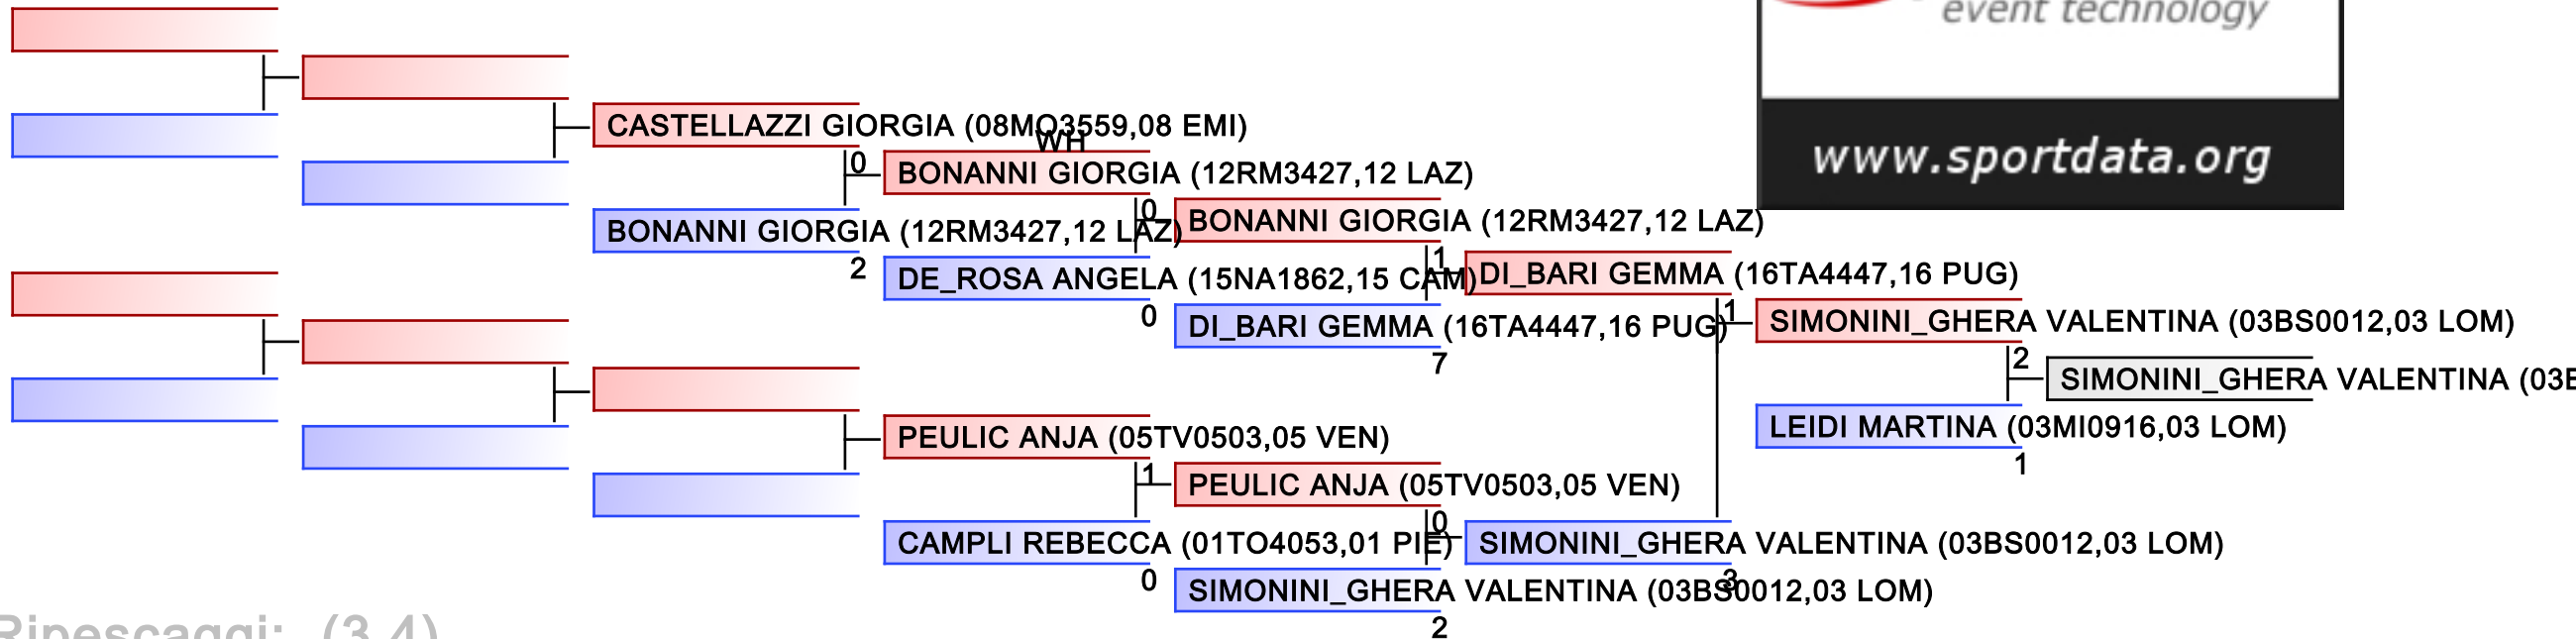 event technology
www.sportdata.org
CASTELLAZZI GIORGIA (08MO3559,08 EMI)
WH
0
BONANNI GIORGIA (12RM3427,12 LAZ)
0
BONANNI GIORGIA (12RM3427,12 LAZ)
BONANNI GIORGIA (12RM3427,12 LAZ)
2
1
DE_ROSA ANGELA (15NA1862,15 CAM)
DI_BARI GEMMA (16TA4447,16 PUG)
0
1
DI_BARI GEMMA (16TA4447,16 PUG)
SIMONINI_GHERA VALENTINA (03BS0012,03 LOM)
7
2
SIMONINI_GHERA VALENTINA (03
LEIDI MARTINA (03MI0916,03 LOM)
PEULIC ANJA (05TV0503,05 VEN)
1
1
PEULIC ANJA (05TV0503,05 VEN)
0
CAMPLI REBECCA (01TO4053,01 PIE)
SIMONINI_GHERA VALENTINA (03BS0012,03 LOM)
0
3
SIMONINI_GHERA VALENTINA (03BS0012,03 LOM)
2
Ripescaggi: (3,4)